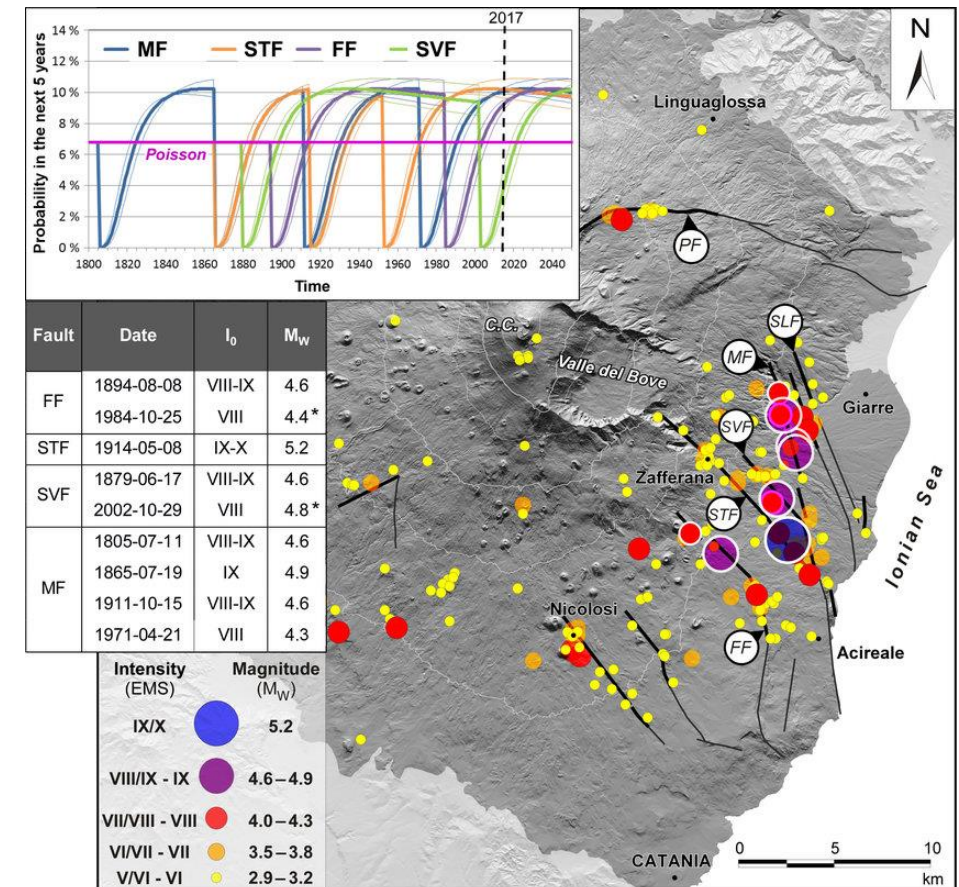 2017
14 %
12 %
10 %
8 %
6 %
4 %
2 %
0 %
Probability in the next 5 years
MF STF FF SVF
Poisson
1800 1820 1840 1860 1880 1900 1920 1940 1960 1980 2000 2020 2040
Time
N
Fault Date I0 MW
FF 1894-08-08 VIII-IX 4.6
1984-10-25 VIII 4.4*
STF 1914-05-08 IX-X 5.2
SVF 1879-06-17 VIII-IX 4.6
2002-10-29 VIII 4.8*
MF 1805-07-11 VIII-IX 4.6
1865-07-19 IX 4.9
1911-10-15 VIII-IX 4.6
1971-04-21 VIII 4.3
Intensity Magnitude
(EMS) (MW)
IX/X 5.2
VIII/IX - IX 4.6–4.9
VII/VIII - VIII 4.0–4.3
VI/VII - VII 3.5–3.8
V/VI - VI 2.9–3.2
Linguaglossa
PF
C.C.
SLF
MF
Valle del Bove
Giarre
SVF
Zafferana
STF
Ionian Sea
Nicolosi
FF
Acireale
CATANIA
0 5 10
km